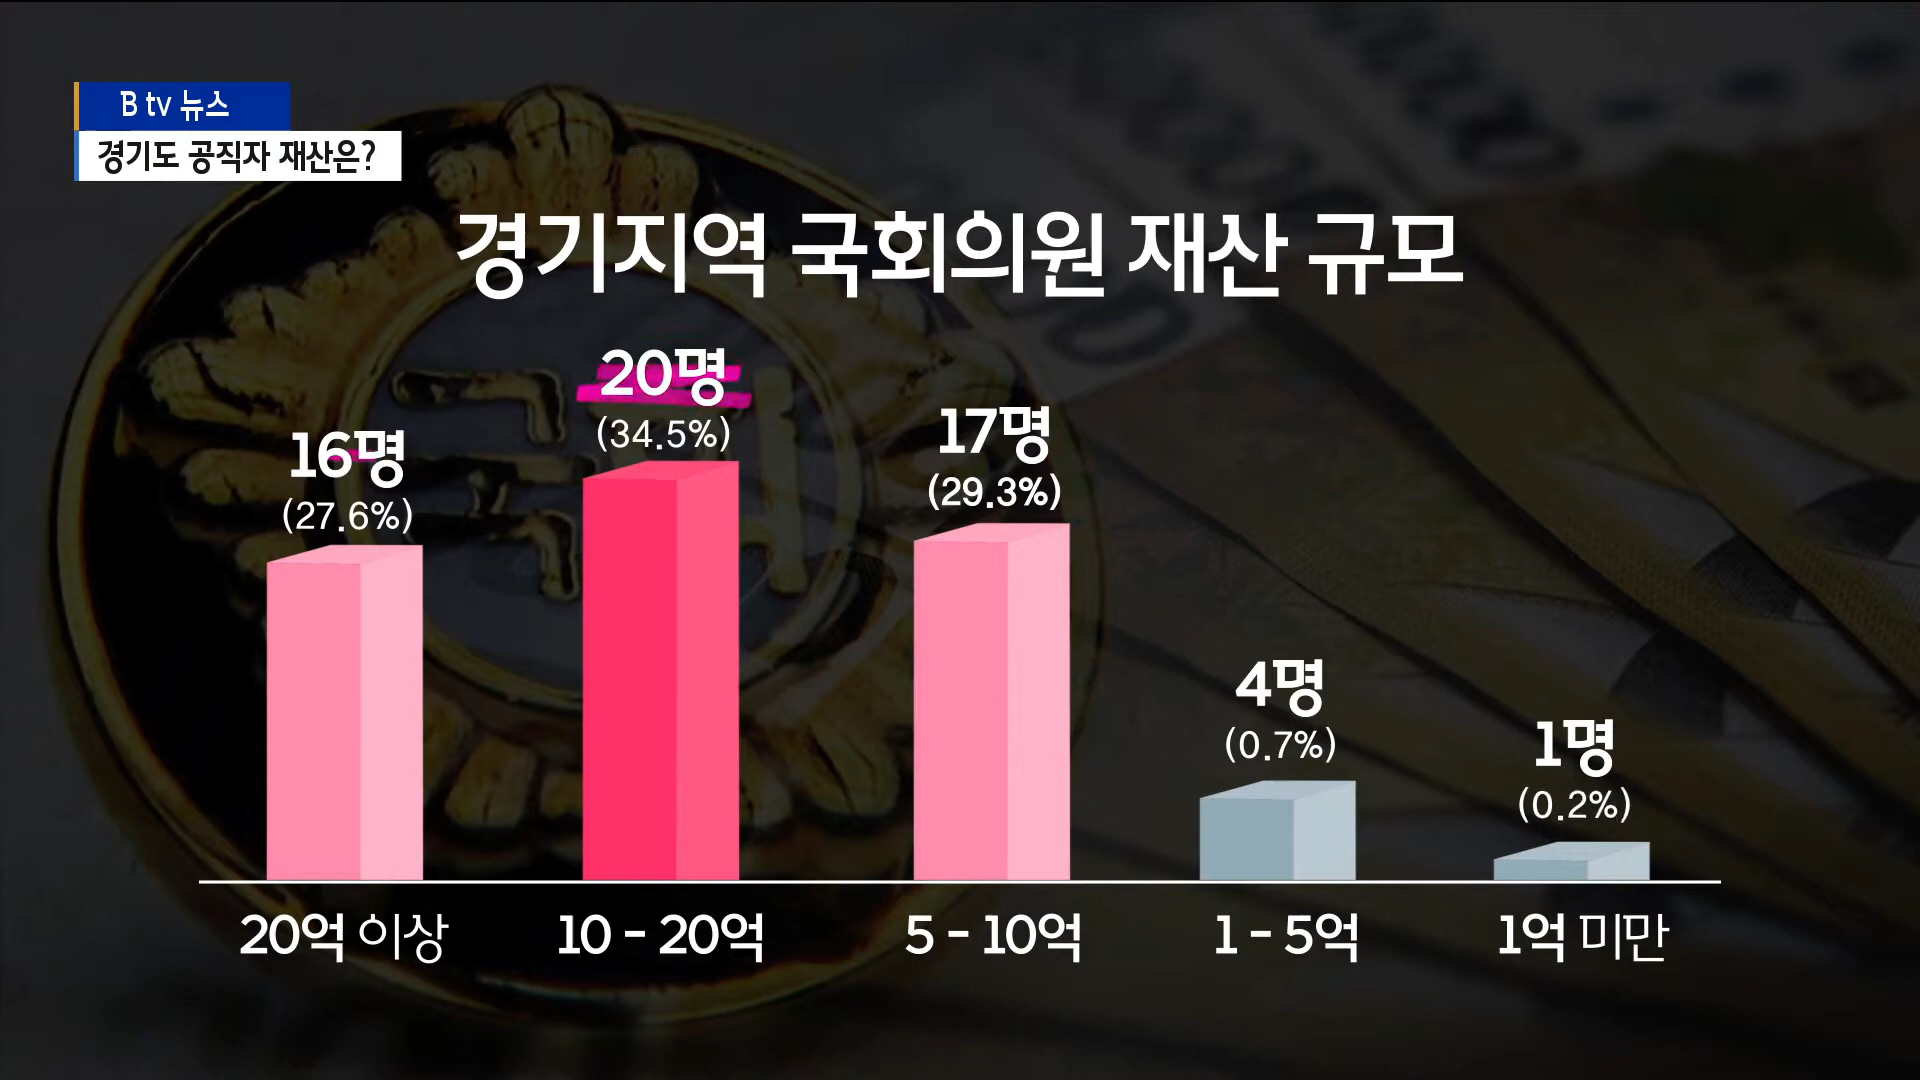 B tv 뉴스
경기도 공직자 재산은?
경기지역 국회의원 재산 규모
16명
(27.6%)
20명
(34.5%)
17명
(29.3%)
4명
(0.7%)
1명
(0.2%)
20억 이상
10 - 20억
5 - 10억
1 - 5억
1억 미만